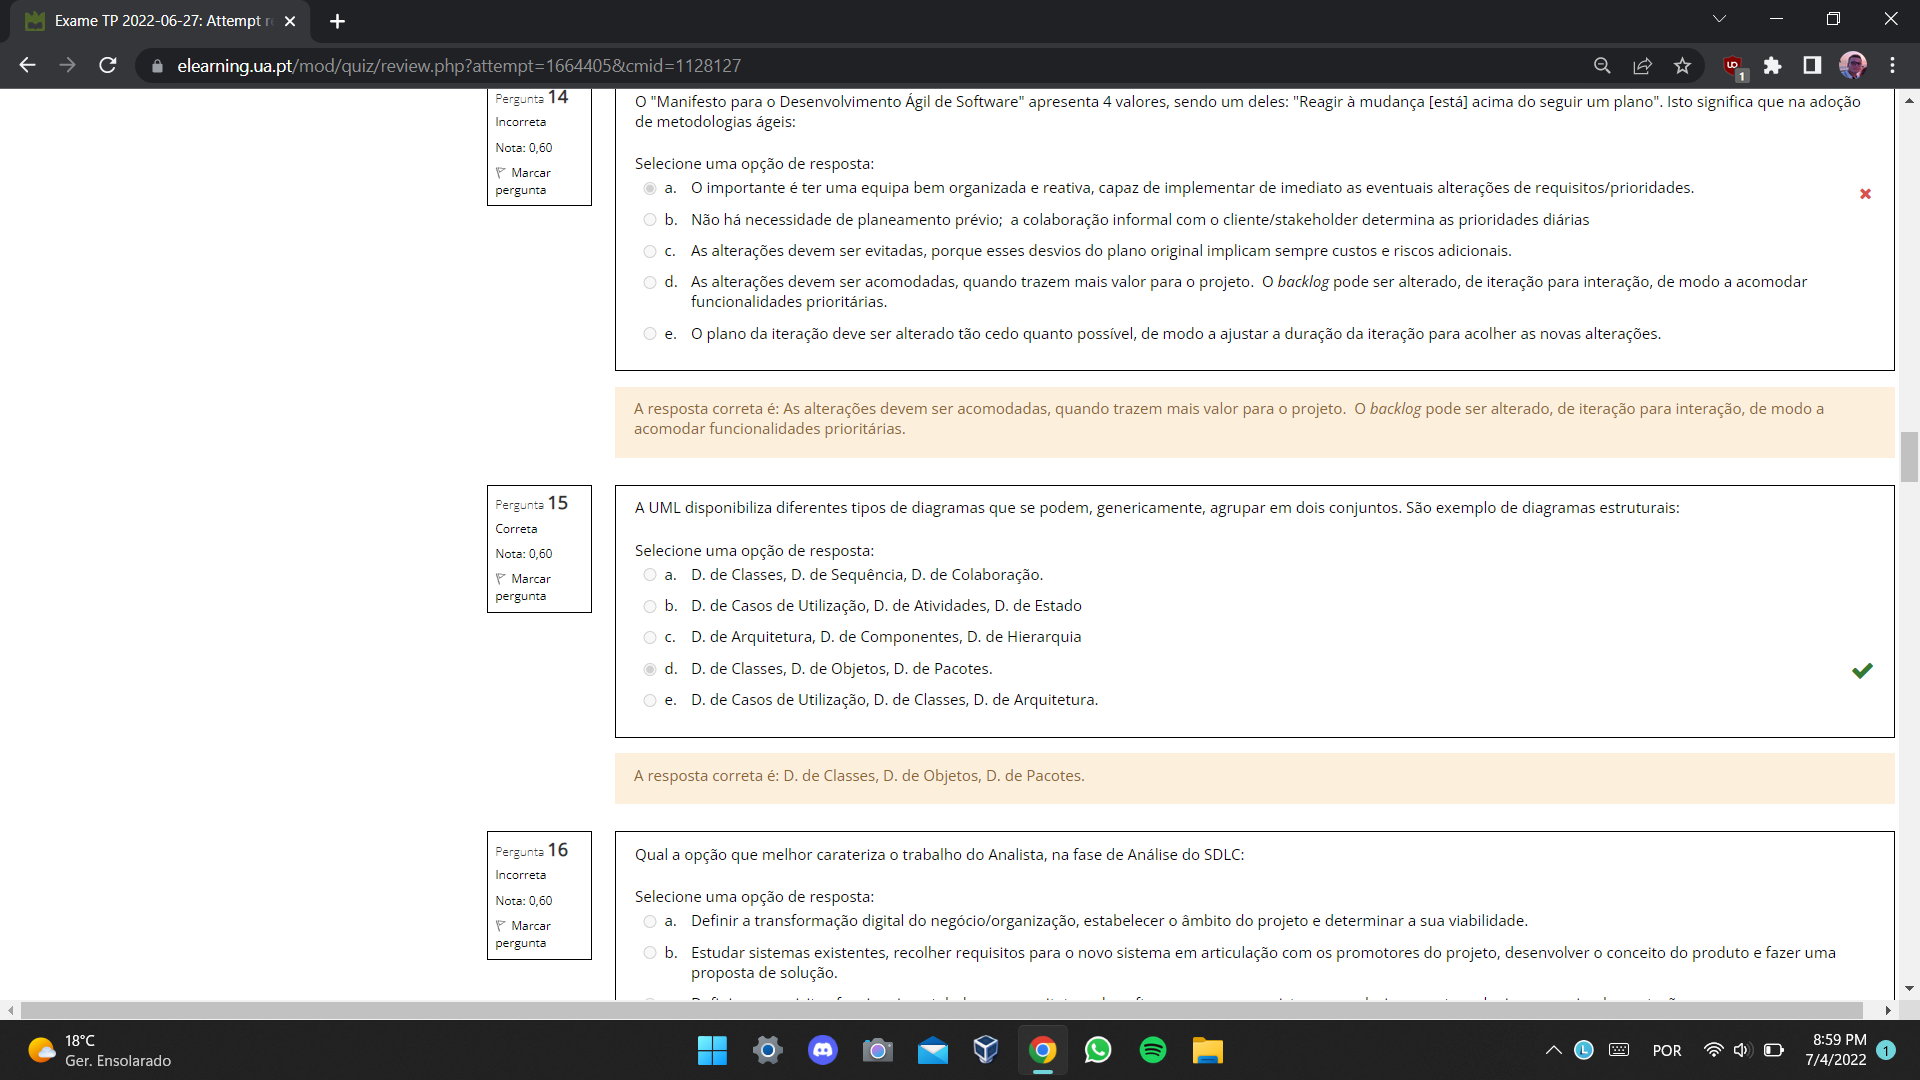 Exame TP 2022-06-27: Attempt r
elearning.ua.pt/mod/quiz/review.php?attempt=1664405&cmid=1128127
1
Pergunta 14
Incorreta
Nota: 0,60
Marcar
pergunta
O "Manifesto para o Desenvolvimento Ágil de Software" apresenta 4 valores, sendo um deles: "Reagir à mudança [está] acima do seguir um plano". Isto significa que na adoção
de metodologias ágeis:
Selecione uma opção de resposta:
a. O importante é ter uma equipa bem organizada e reativa, capaz de implementar de imediato as eventuais alterações de requisitos/prioridades.
b. Não há necessidade de planeamento prévio; a colaboração informal com o cliente/stakeholder determina as prioridades diárias
c. As alterações devem ser evitadas, porque esses desvios do plano original implicam sempre custos e riscos adicionais.
d. As alterações devem ser acomodadas, quando trazem mais valor para o projeto. O backlog pode ser alterado, de iteração para interação, de modo a acomodar
funcionalidades prioritárias.
e. O plano da iteração deve ser alterado tão cedo quanto possível, de modo a ajustar a duração da iteração para acolher as novas alterações.
A resposta correta é: As alterações devem ser acomodadas, quando trazem mais valor para o projeto. O backlog pode ser alterado, de iteração para interação, de modo a
acomodar funcionalidades prioritárias.
Pergunta 15
Correta
Nota: 0,60
Marcar
pergunta
A UML disponibiliza diferentes tipos de diagramas que se podem, genericamente, agrupar em dois conjuntos. São exemplo de diagramas estruturais:
Selecione uma opção de resposta:
a. D. de Classes, D. de Sequência, D. de Colaboração.
b. D. de Casos de Utilização, D. de Atividades, D. de Estado
c. D. de Arquitetura, D. de Componentes, D. de Hierarquia
d. D. de Classes, D. de Objetos, D. de Pacotes.
e. D. de Casos de Utilização, D. de Classes, D. de Arquitetura.
A resposta correta é: D. de Classes, D. de Objetos, D. de Pacotes.
Pergunta 16
Incorreta
Nota: 0,60
Marcar
pergunta
Qual a opção que melhor carateriza o trabalho do Analista, na fase de Análise do SDLC:
Selecione uma opção de resposta:
a. Definir a transformação digital do negócio/organização, estabelecer o âmbito do projeto e determinar a sua viabilidade.
b. Estudar sistemas existentes, recolher requisitos para o novo sistema em articulação com os promotores do projeto, desenvolver o conceito do produto e fazer uma
proposta de solução.
18°C
Ger. Ensolarado
L
POR
8:59 PM
7/4/2022
1